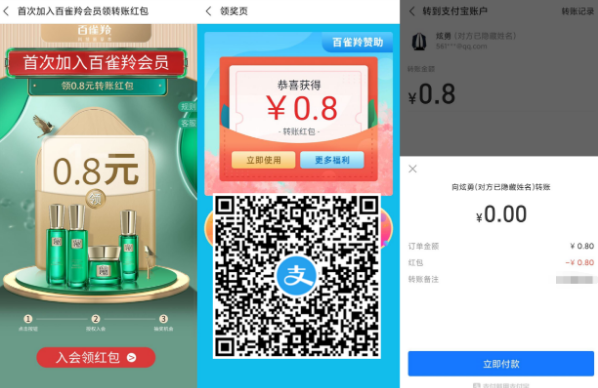 首次加入百雀羚会员领转账红包
百雀羚
首次加入百雀羚会员
领0.8元转账红包
规则
客服
0.8元
1
2
3
入会领红包
领奖页
百雀羚赞助
恭喜获得
￥0.8
- 转账红包 -
立即使用
更多福利
支
转到支付宝账户
转账记录
炫勇 (对方已隐藏姓名)
转账金额
¥0.8
向炫勇(对方已隐藏姓名)转账
¥0.00
订单金额
¥ 0.80
红包
-¥ 0.80
转账备注
立即付款